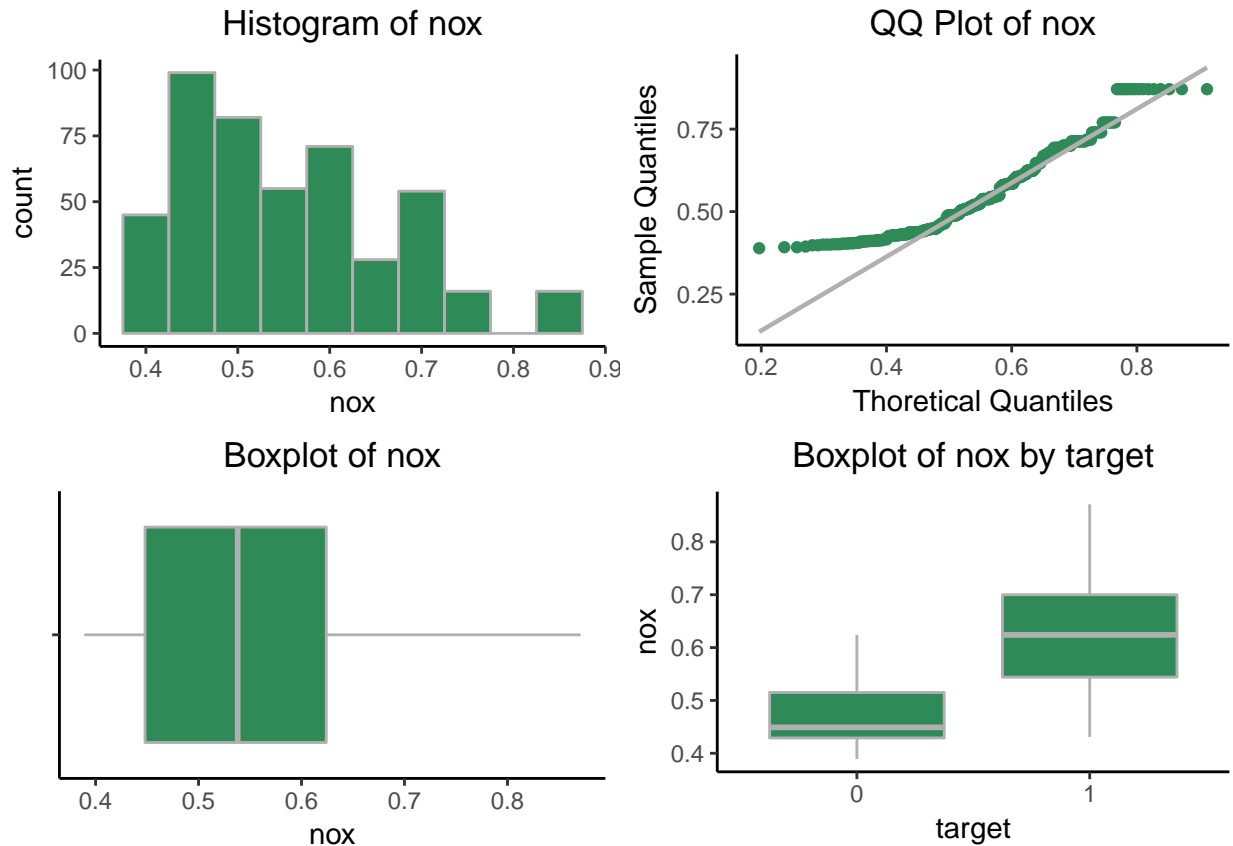 Histogram of nox
100
75
50
25
0
count
0.4 0.5 0.6 0.7 0.8 0.9
nox
QQ Plot of nox
0.75
0.50
0.25
Sample Quantiles
0.2 0.4 0.6 0.8
Thoretical Quantiles
Boxplot of nox
0.4 0.5 0.6 0.7 0.8
nox
Boxplot of nox by target
0.8
0.7
0.6
0.5
0.4
nox
0 1
target